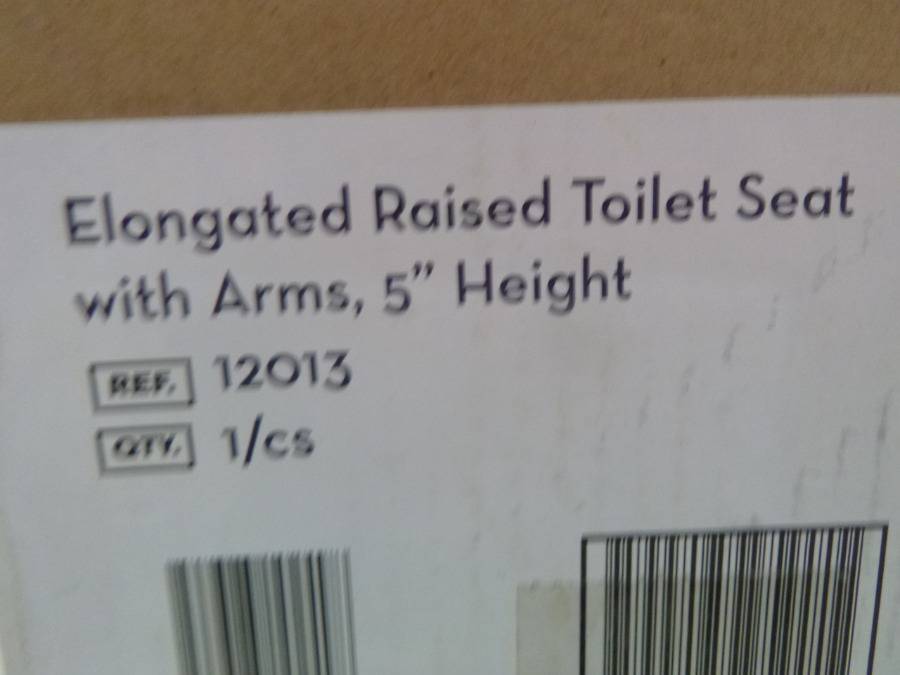 Elongated Raised Toilet Seat
with Arms, 5” Height
REF. 12013
QTY. 1/cs